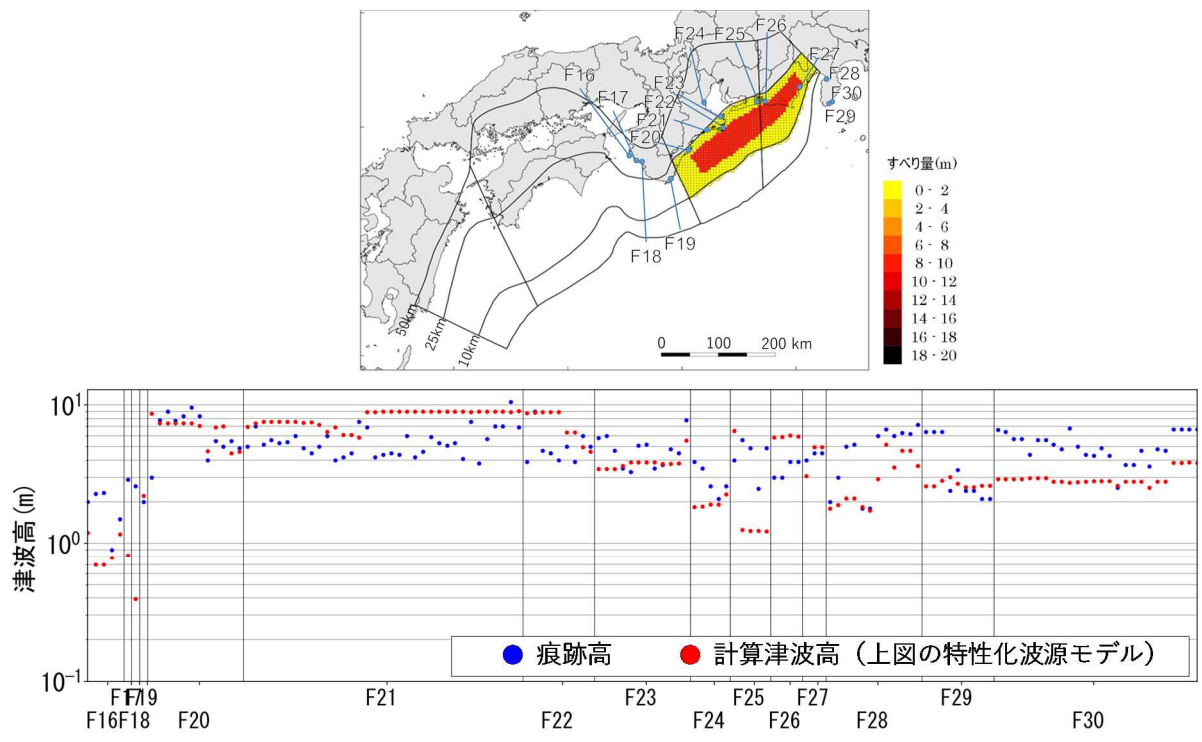 F26
F24
F25
F27
F16
F23
F28
F17
F22
F30
F21
F29
F20
すべり量(m)
0 - 2
2 - 4
4 - 6
6 - 8
8 - 10
10 - 12
12 - 14
14 - 16
16 - 18
18 - 20
F19
F18
50km
25km
10km
0 100 200 km
10¹
10⁰
10⁻¹
津波高(m)
痕跡高
計算津波高（上図の特性化波源モデル）
F17
F19
F21
F23
F25
F27
F29
F16
F18
F20
F22
F24
F26
F28
F30